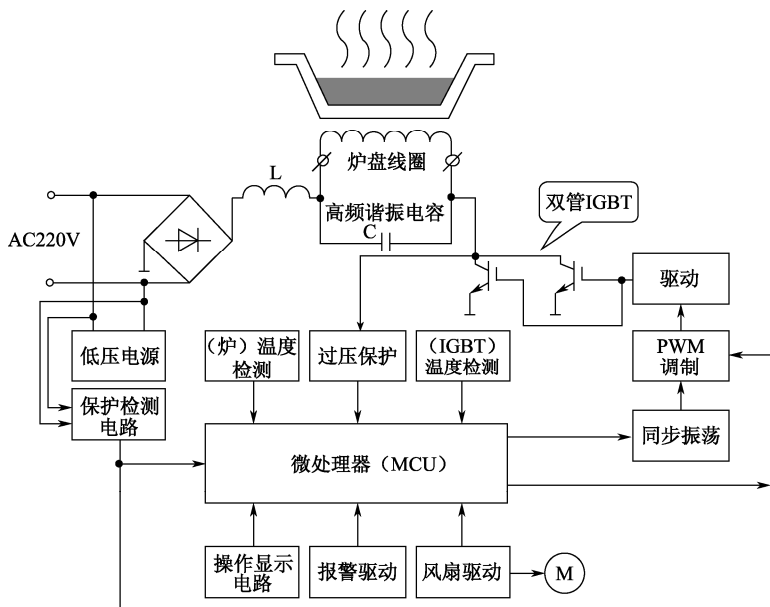 炉盘线圈
L
高频谐振电容
C
双管IGBT
AC220V
驱动
低压电源
（炉）温度
检测
过压保护
（IGBT）
温度检测
PWM
调制
保护检测
电路
微处理器（MCU）
同步振荡
操作显示
电路
报警驱动
风扇驱动
M